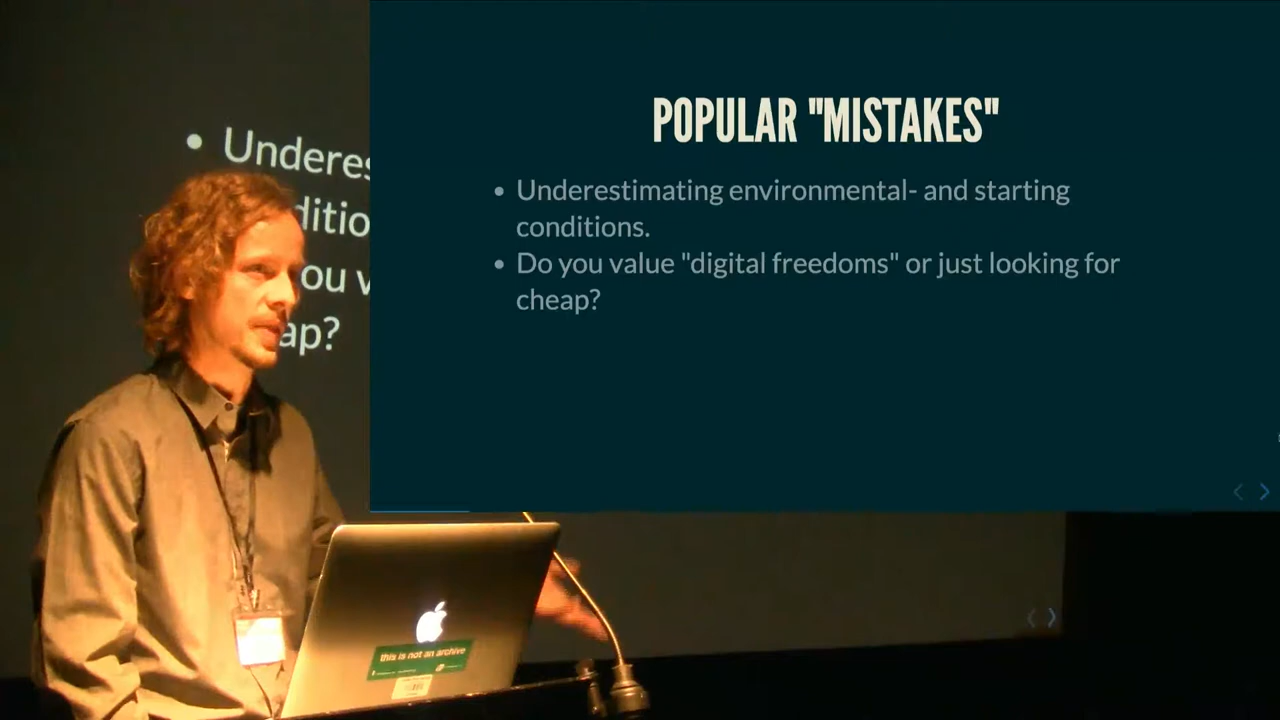 POPULAR "MISTAKES"
• Underestimating environmental- and starting
conditions.
• Do you value "digital freedoms" or just looking for
cheap?
• Underes
ditio
ou v
ap?
this is not an archive